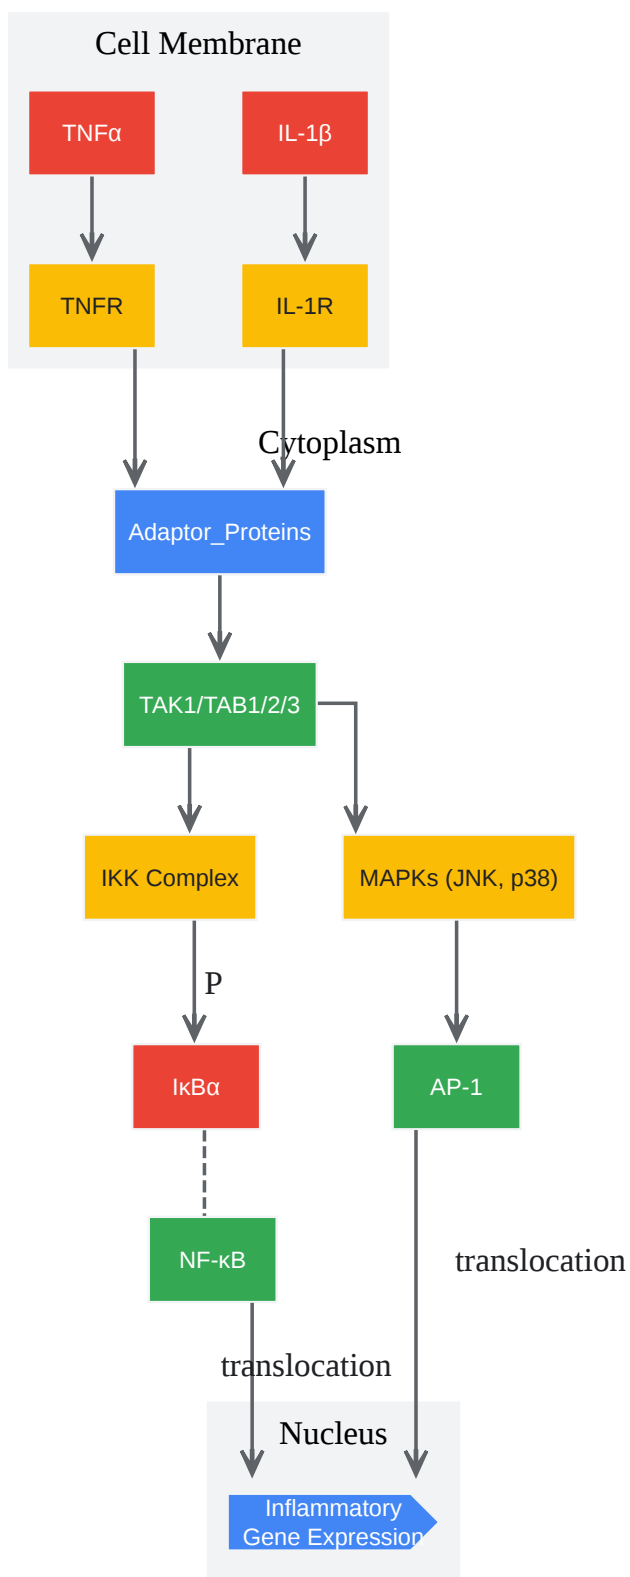 Cell Membrane
TNFα
IL-1β
TNFR
IL-1R
Cytoplasm
Adaptor_Proteins
TAK1/TAB1/2/3
IKK Complex
MAPKs (JNK, p38)
P
IκBα
AP-1
NF-κB
translocation
translocation
Nucleus
Inflammatory
Gene Expression